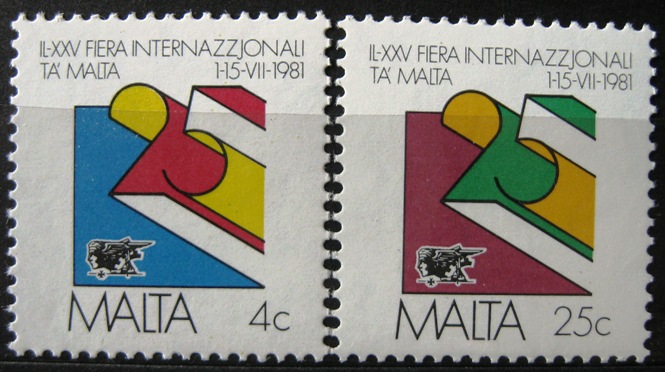 IL-XXV FIERA INTERNAZZJONALI
TA' MALTA 1-15-VII-1981
MALTA 4c
IL-XXV FIERA INTERNAZZJONALI
TA' MALTA 1-15-VII-1981
MALTA 25c